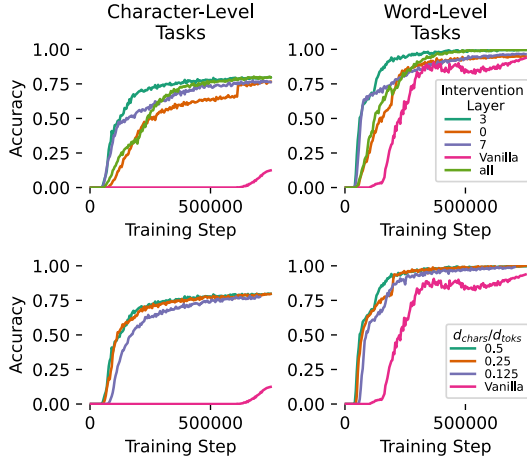 Character-Level
Tasks
Word-Level
Tasks
1.00
0.75
0.50
0.25
0.00
Accuracy
0
500000
Training Step
1.00
0.75
0.50
0.25
0.00
Accuracy
0
500000
Training Step
Intervention
Layer
3
0
7
Vanilla
all
1.00
0.75
0.50
0.25
0.00
Accuracy
0
500000
Training Step
1.00
0.75
0.50
0.25
0.00
Accuracy
0
500000
Training Step
d_chars/d_toks
0.5
0.25
0.125
Vanilla